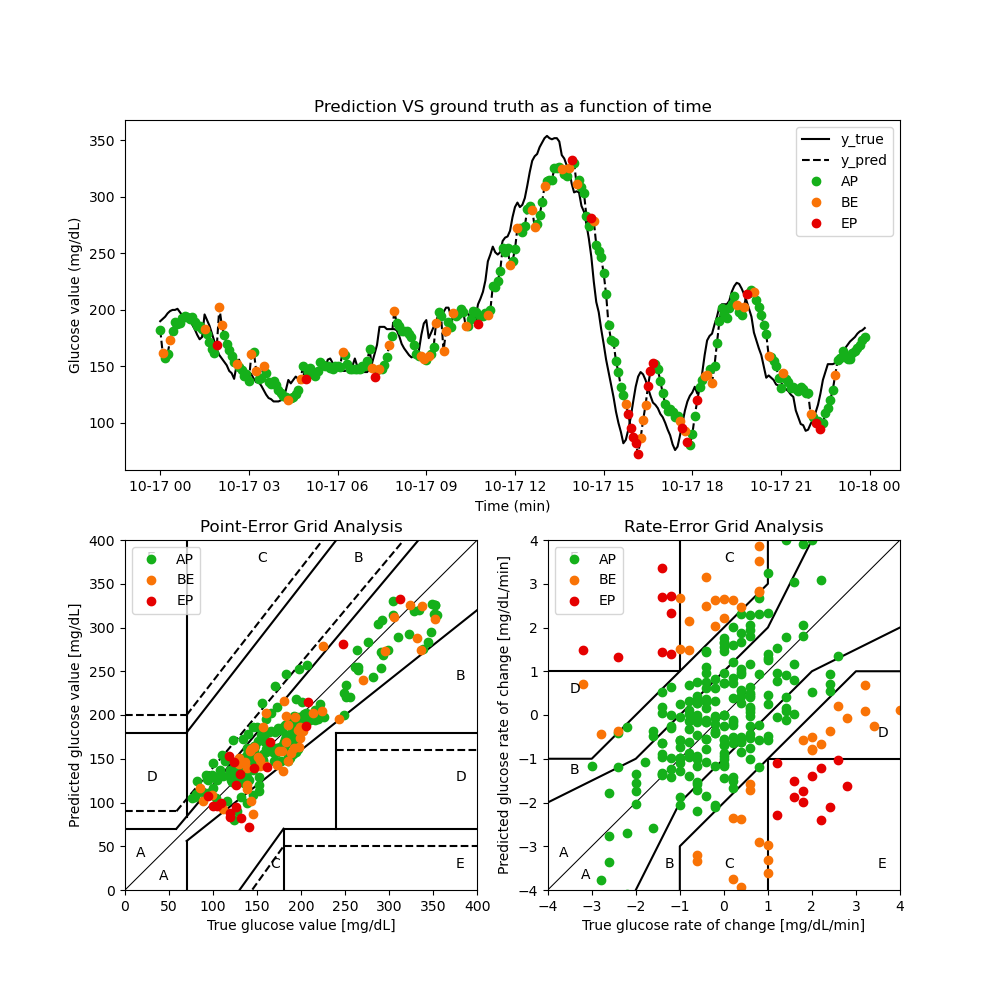 Prediction VS ground truth as a function of time
Glucose value (mg/dL)
350
300
250
200
150
100
y_true
y_pred
AP
BE
EP
10-17 00 10-17 03 10-17 06 10-17 09 10-17 12 10-17 15 10-17 18 10-17 21 10-18 00
Time (min)
Point-Error Grid Analysis
Predicted glucose value [mg/dL]
400
350
300
250
200
150
100
50
0
AP
BE
EP
C
B
B
D
D
A
A
C
E
0 50 100 150 200 250 300 350 400
True glucose value [mg/dL]
Rate-Error Grid Analysis
Predicted glucose rate of change [mg/dL/min]
4
3
2
1
0
−1
−2
−3
−4
AP
BE
EP
C
D
D
B
A
A
B
C
E
−4 −3 −2 −1 0 1 2 3 4
True glucose rate of change [mg/dL/min]